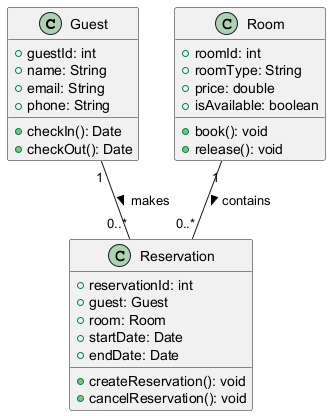 C Guest
guestId: int
name: String
email: String
phone: String
checkIn(): Date
checkOut(): Date
C Room
roomId: int
roomType: String
price: double
isAvailable: boolean
book(): void
release(): void
1
makes
0..*
1
contains
0..*
C Reservation
reservationId: int
guest: Guest
room: Room
startDate: Date
endDate: Date
createReservation(): void
cancelReservation(): void